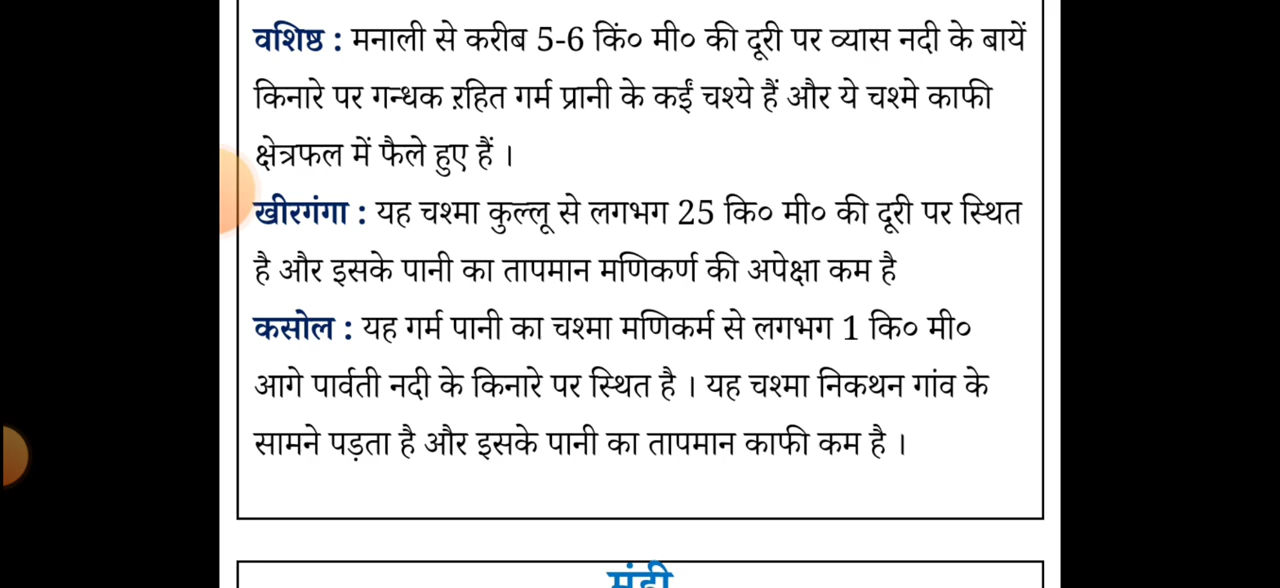 वशिष्ठ : मनाली से करीब 5-6 किं० मी० की दूरी पर व्यास नदी के बायें
किनारे पर गन्धक ऱहित गर्म प्रानी के कईं चश्ये हैं और ये चश्मे काफी
क्षेत्रफल में फैले हुए हैं ।
खीरगंगा : यह चश्मा कुल्लू से लगभग 25 कि० मी० की दूरी पर स्थित
है और इसके पानी का तापमान मणिकर्ण की अपेक्षा कम है
कसोल : यह गर्म पानी का चश्मा मणिकर्म से लगभग 1 कि० मी०
आगे पार्वती नदी के किनारे पर स्थित है । यह चश्मा निकथन गांव के
सामने पड़ता है और इसके पानी का तापमान काफी कम है ।
मंडी